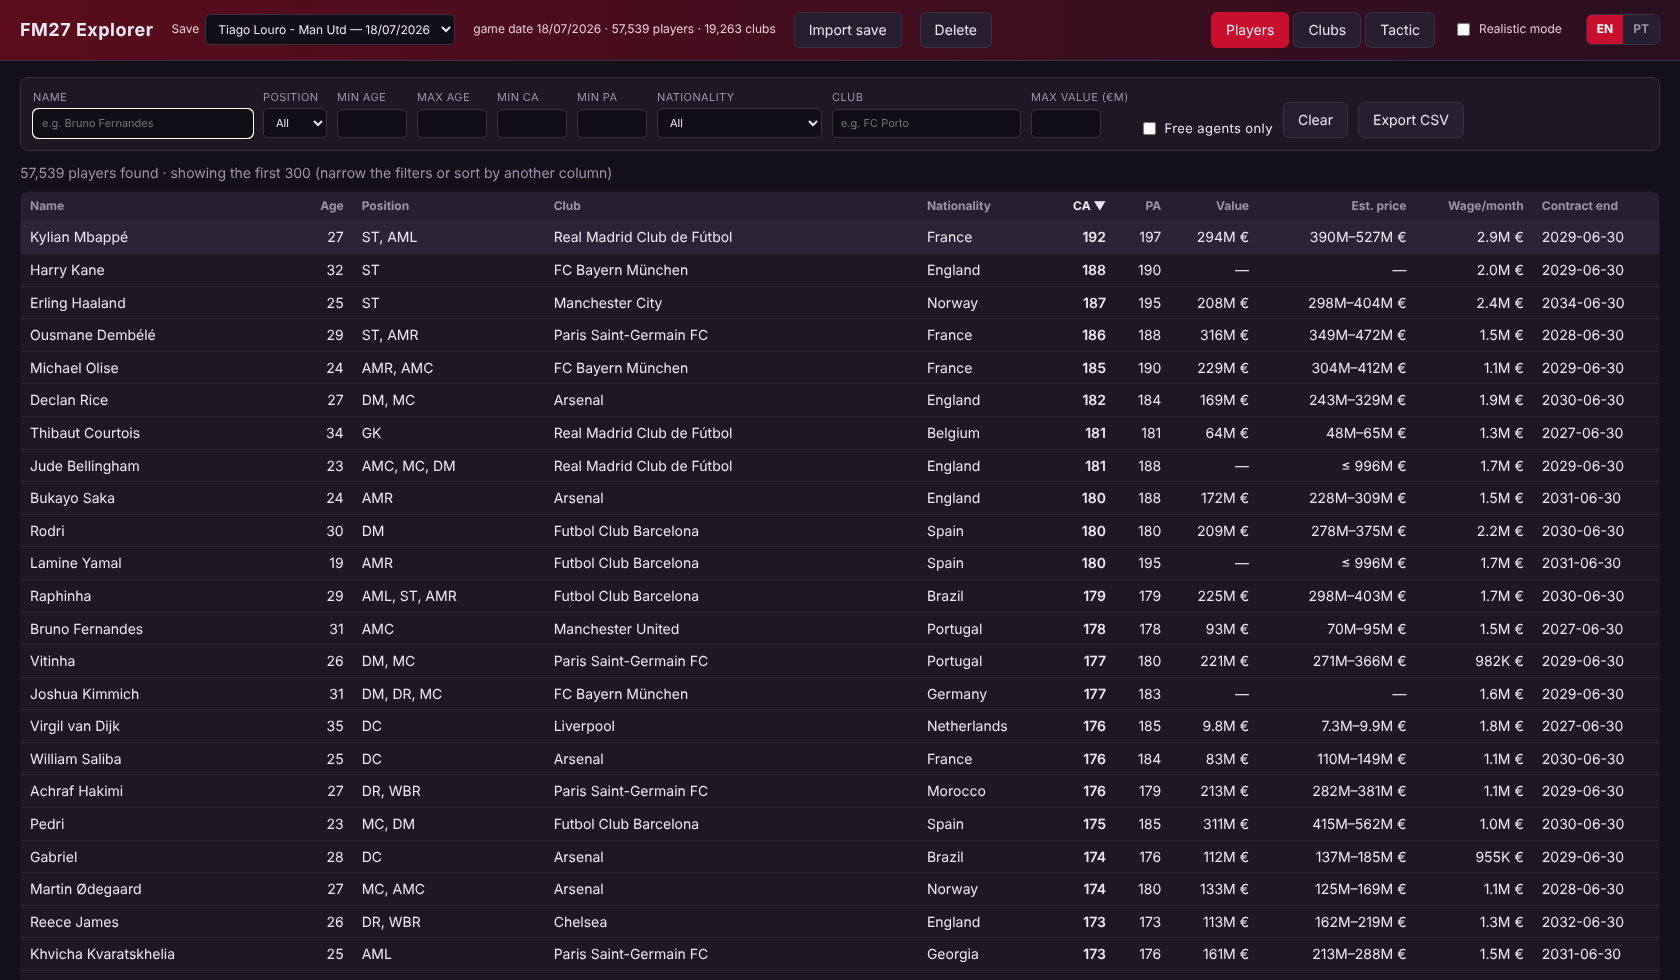 FM27 Explorer Save Tiago Louro - Man Utd — 18/07/2026 game date 18/07/2026 · 57,539 players · 19,263 clubs Import save Delete Players Clubs Tactic Realistic mode EN PT
NAME POSITION MIN AGE MAX AGE MIN CA MIN PA NATIONALITY CLUB MAX VALUE (€M)
e.g. Bruno Fernandes All All e.g. FC Porto Free agents only Clear Export CSV
57,539 players found · showing the first 300 (narrow the filters or sort by another column)
Name Age Position Club Nationality CA ▼ PA Value Est. price Wage/month Contract end
Kylian Mbappé 27 ST, AML Real Madrid Club de Fútbol France 192 197 294M € 390M–527M € 2.9M € 2029-06-30
Harry Kane 32 ST FC Bayern München England 188 190 — — 2.0M € 2029-06-30
Erling Haaland 25 ST Manchester City Norway 187 195 208M € 298M–404M € 2.4M € 2034-06-30
Ousmane Dembélé 29 ST, AMR Paris Saint-Germain FC France 186 188 316M € 349M–472M € 1.5M € 2028-06-30
Michael Olise 24 AMR, AMC FC Bayern München France 185 190 229M € 304M–412M € 1.1M € 2029-06-30
Declan Rice 27 DM, MC Arsenal England 182 184 169M € 243M–329M € 1.9M € 2030-06-30
Thibaut Courtois 34 GK Real Madrid Club de Fútbol Belgium 181 181 64M € 48M–65M € 1.3M € 2027-06-30
Jude Bellingham 23 AMC, MC, DM Real Madrid Club de Fútbol England 181 188 — ≤ 996M € 1.7M € 2029-06-30
Bukayo Saka 24 AMR Arsenal England 180 188 172M € 228M–309M € 1.5M € 2031-06-30
Rodri 30 DM Futbol Club Barcelona Spain 180 180 209M € 278M–375M € 2.2M € 2030-06-30
Lamine Yamal 19 AMR Futbol Club Barcelona Spain 180 195 — ≤ 996M € 1.7M € 2031-06-30
Raphinha 29 AML, ST, AMR Futbol Club Barcelona Brazil 179 179 225M € 298M–403M € 1.7M € 2030-06-30
Bruno Fernandes 31 AMC Manchester United Portugal 178 178 93M € 70M–95M € 1.5M € 2027-06-30
Vitinha 26 DM, MC Paris Saint-Germain FC Portugal 177 180 221M € 271M–366M € 982K € 2029-06-30
Joshua Kimmich 31 DM, DR, MC FC Bayern München Germany 177 183 — — 1.6M € 2029-06-30
Virgil van Dijk 35 DC Liverpool Netherlands 176 185 9.8M € 7.3M–9.9M € 1.8M € 2027-06-30
William Saliba 25 DC Arsenal France 176 184 83M € 110M–149M € 1.1M € 2030-06-30
Achraf Hakimi 27 DR, WBR Paris Saint-Germain FC Morocco 176 179 213M € 282M–381M € 1.1M € 2029-06-30
Pedri 23 MC, DM Futbol Club Barcelona Spain 175 185 311M € 415M–562M € 1.0M € 2030-06-30
Gabriel 28 DC Arsenal Brazil 174 176 112M € 137M–185M € 955K € 2029-06-30
Martin Ødegaard 27 MC, AMC Arsenal Norway 174 180 133M € 125M–169M € 1.1M € 2028-06-30
Reece James 26 DR, WBR Chelsea England 173 173 113M € 162M–219M € 1.3M € 2032-06-30
Khvicha Kvaratskhelia 25 AML Paris Saint-Germain FC Georgia 173 176 161M € 213M–288M € 1.5M € 2031-06-30